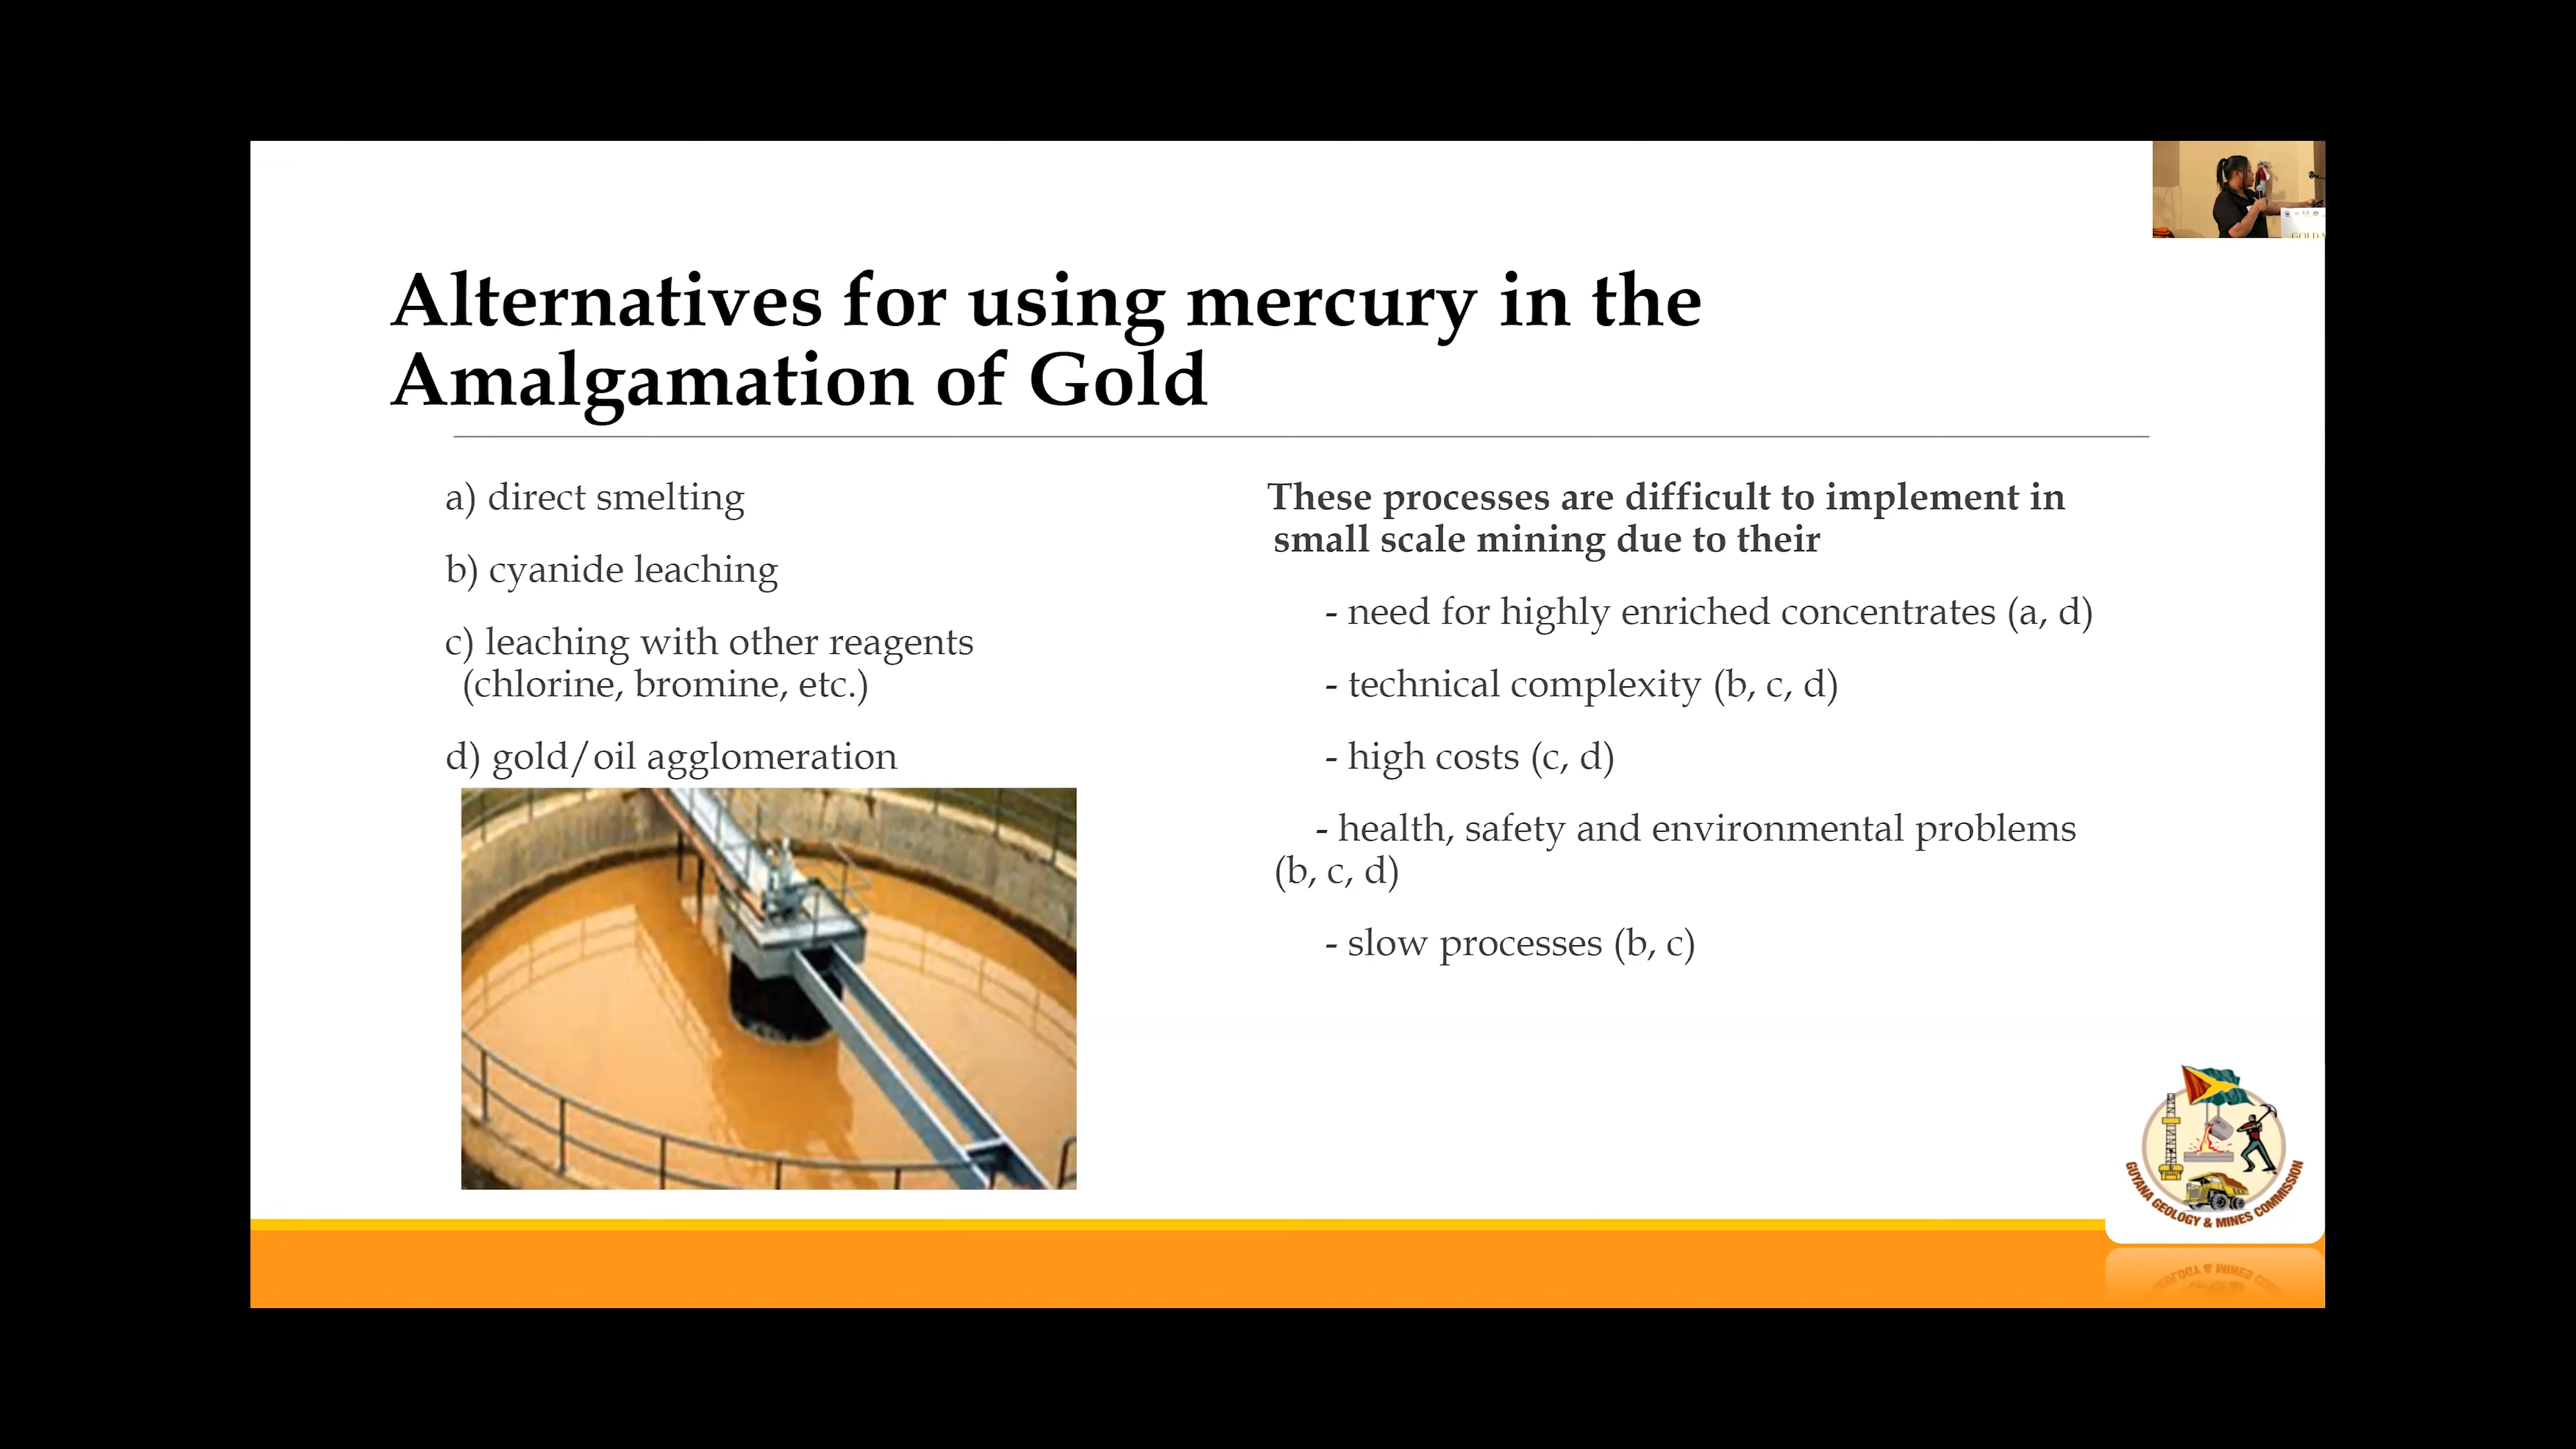 Alternatives for using mercury in the
Amalgamation of Gold
a) direct smelting
b) cyanide leaching
c) leaching with other reagents
(chlorine, bromine, etc.)
d) gold/oil agglomeration
These processes are difficult to implement in
small scale mining due to their
- need for highly enriched concentrates (a, d)
- technical complexity (b, c, d)
- high costs (c, d)
- health, safety and environmental problems
(b, c, d)
- slow processes (b, c)
GUYANA GEOLOGY & MINES COMMISSION
GOLD